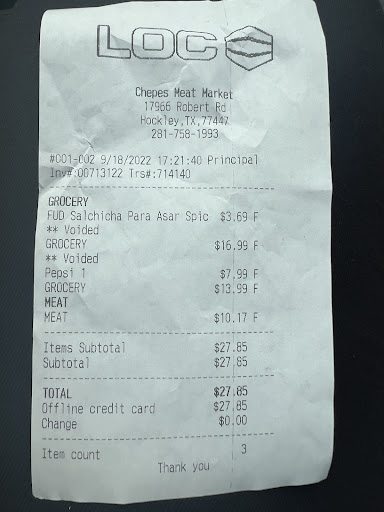 LOC
Chepes Meat Market
17966 Robert Rd
Hockley,TX,77447
281-758-1993
#001-002 9/18/2022 17:21:40 Principal
Inv#:00713122 Trs#:714140
GROCERY
FUD Salchicha Para Asar Spic $3.69 F
** Voided
GROCERY $16.99 F
** Voided
Pepsi 1 $7.99 F
GROCERY $13.99 F
MEAT
MEAT $10.17 F
Items Subtotal $27.85
Subtotal $27.85
TOTAL $27.85
Offline credit card $27.85
Change $0.00
Item count 3
Thank you